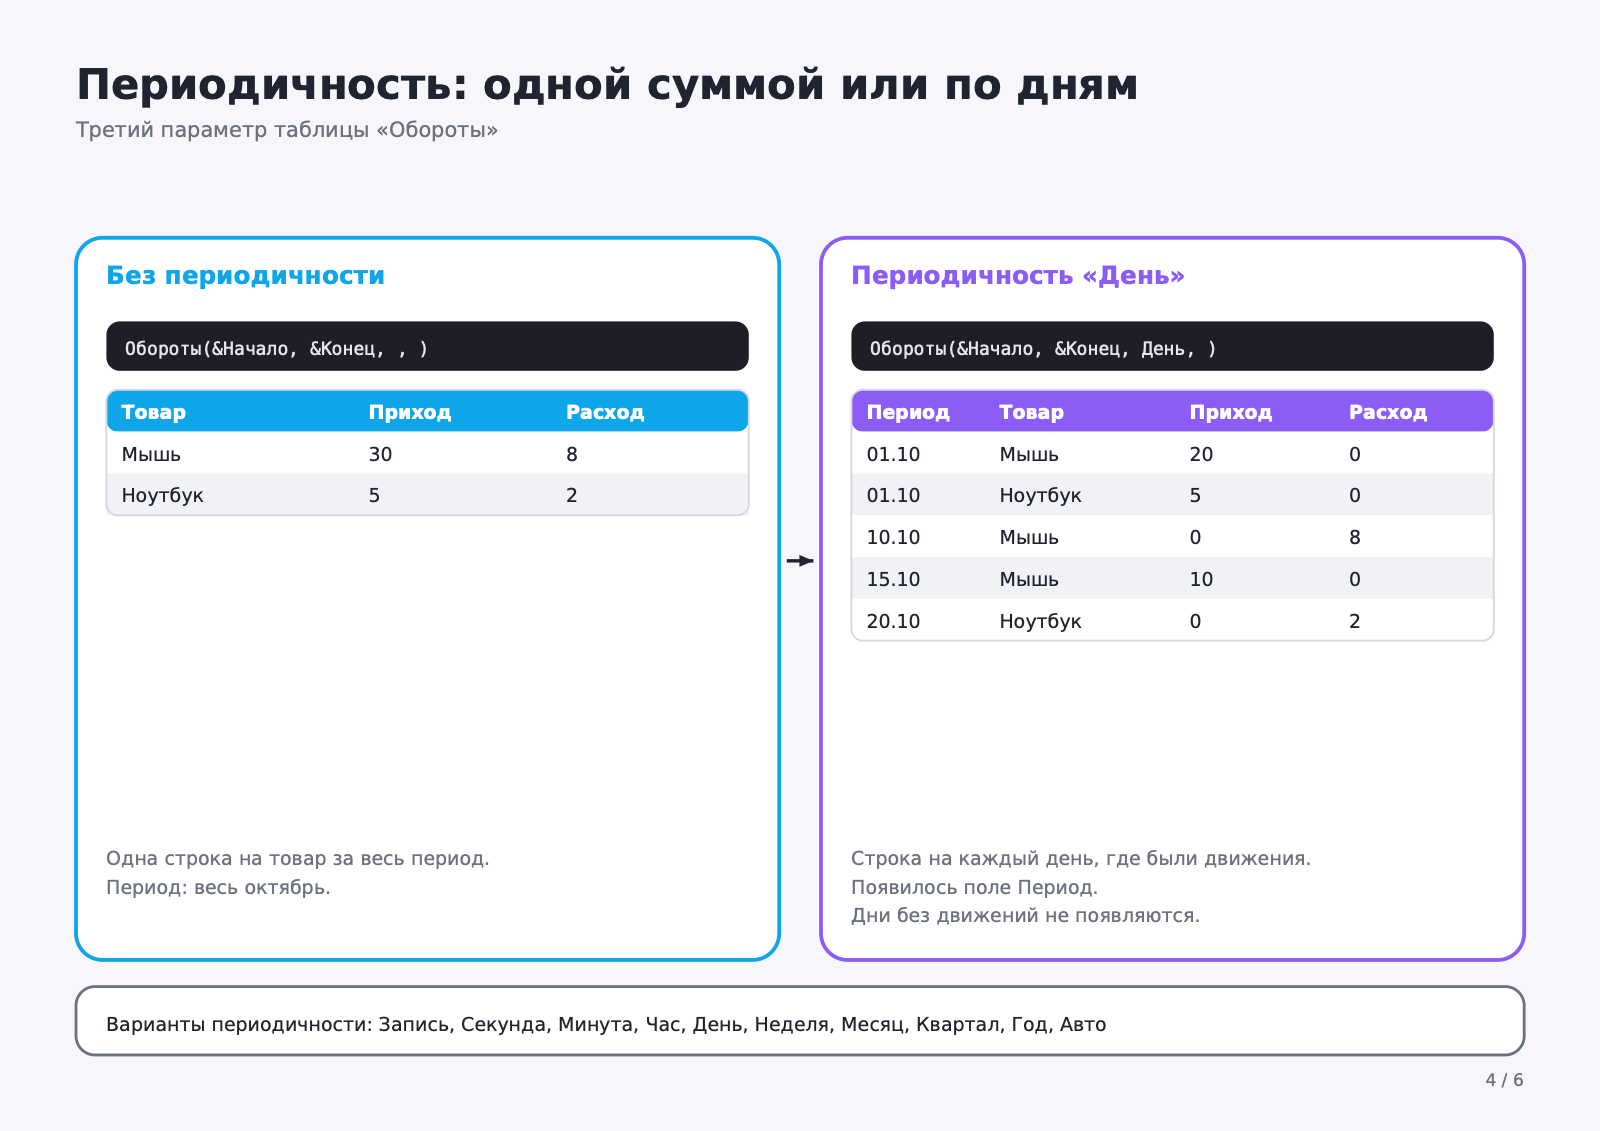 Периодичность: одной суммой или по дням
Третий параметр таблицы «Обороты»
Без периодичности
Обороты(&Начало, &Конец, , )
Товар Приход Расход
Мышь 30 8
Ноутбук 5 2
Одна строка на товар за весь период.
Период: весь октябрь.
Периодичность «День»
Обороты(&Начало, &Конец, День, )
Период Товар Приход Расход
01.10 Мышь 20 0
01.10 Ноутбук 5 0
10.10 Мышь 0 8
15.10 Мышь 10 0
20.10 Ноутбук 0 2
Строка на каждый день, где были движения.
Появилось поле Период.
Дни без движений не появляются.
Варианты периодичности: Запись, Секунда, Минута, Час, День, Неделя, Месяц, Квартал, Год, Авто
4 / 6